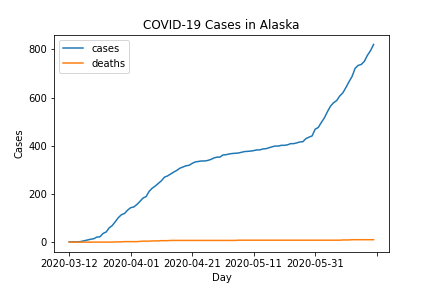 COVID-19 Cases in Alaska
cases
deaths
800
600
400
200
0
Cases
2020-03-12 2020-04-01 2020-04-21 2020-05-11 2020-05-31
Day